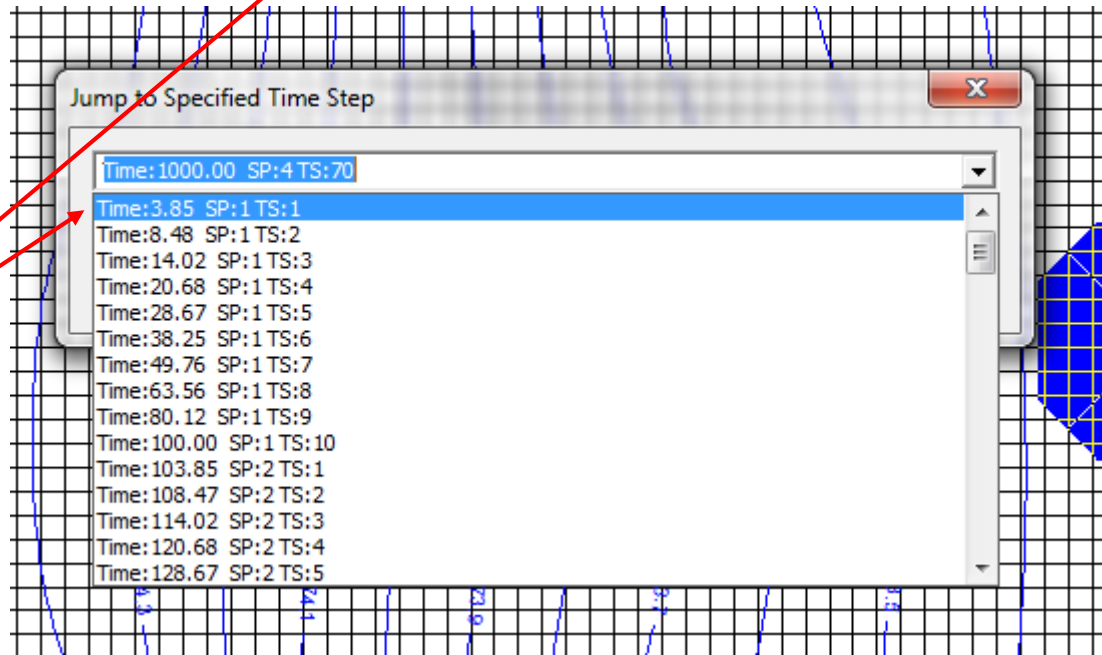 Jump to Specified Time Step
Time:1000.00 SP:4 TS:70
Time:3.85 SP:1 TS:1
Time:8.48 SP:1 TS:2
Time:14.02 SP:1 TS:3
Time:20.68 SP:1 TS:4
Time:28.67 SP:1 TS:5
Time:38.25 SP:1 TS:6
Time:49.76 SP:1 TS:7
Time:63.56 SP:1 TS:8
Time:80.12 SP:1 TS:9
Time:100.00 SP:1 TS:10
Time:103.85 SP:2 TS:1
Time:108.47 SP:2 TS:2
Time:114.02 SP:2 TS:3
Time:120.68 SP:2 TS:4
Time:128.67 SP:2 TS:5
74.1
73.9